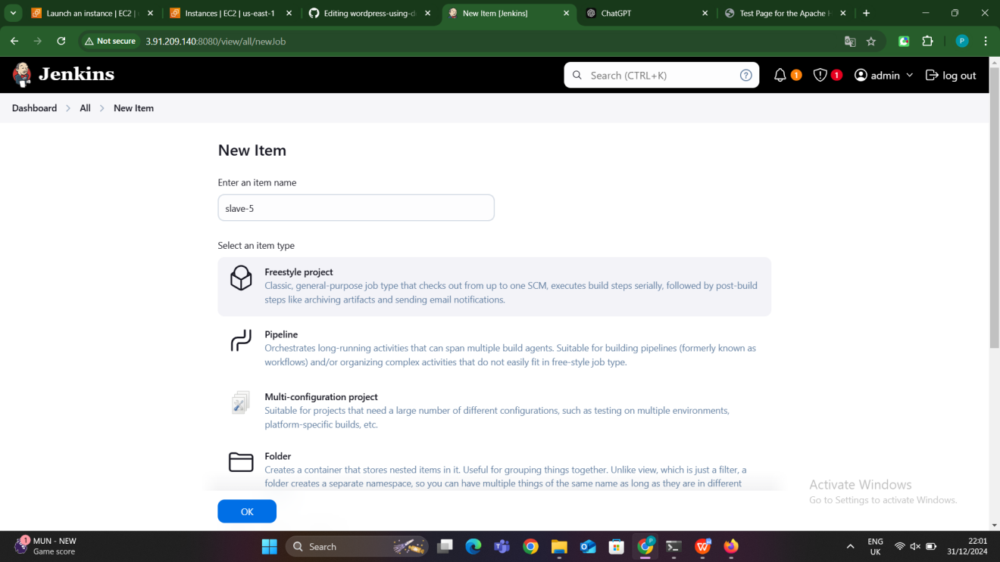 Launch an instance | EC2 |
Instances | EC2 | us-east-1
Editing wordpress-using-d
New Item [Jenkins]
ChatGPT
Test Page for the Apache H
Not secure
3.91.209.140:8080/view/all/newJob
P
Jenkins
Search (CTRL+K)
?
1
1
admin
log out
Dashboard
All
New Item
New Item
Enter an item name
slave-5
Select an item type
Freestyle project
Classic, general-purpose job type that checks out from up to one SCM, executes build steps serially, followed by post-build
steps like archiving artifacts and sending email notifications.
Pipeline
Orchestrates long-running activities that can span multiple build agents. Suitable for building pipelines (formerly known as
workflows) and/or organizing complex activities that do not easily fit in free-style job type.
Multi-configuration project
Suitable for projects that need a large number of different configurations, such as testing on multiple environments,
platform-specific builds, etc.
Folder
Creates a container that stores nested items in it. Useful for grouping things together. Unlike view, which is just a filter, a
folder creates a separate namespace, so you can have multiple things of the same name as long as they are in different
OK
Activate Windows
Go to Settings to activate Windows.
1
MUN - NEW
Game score
Search
P
ENG
UK
22:01
31/12/2024